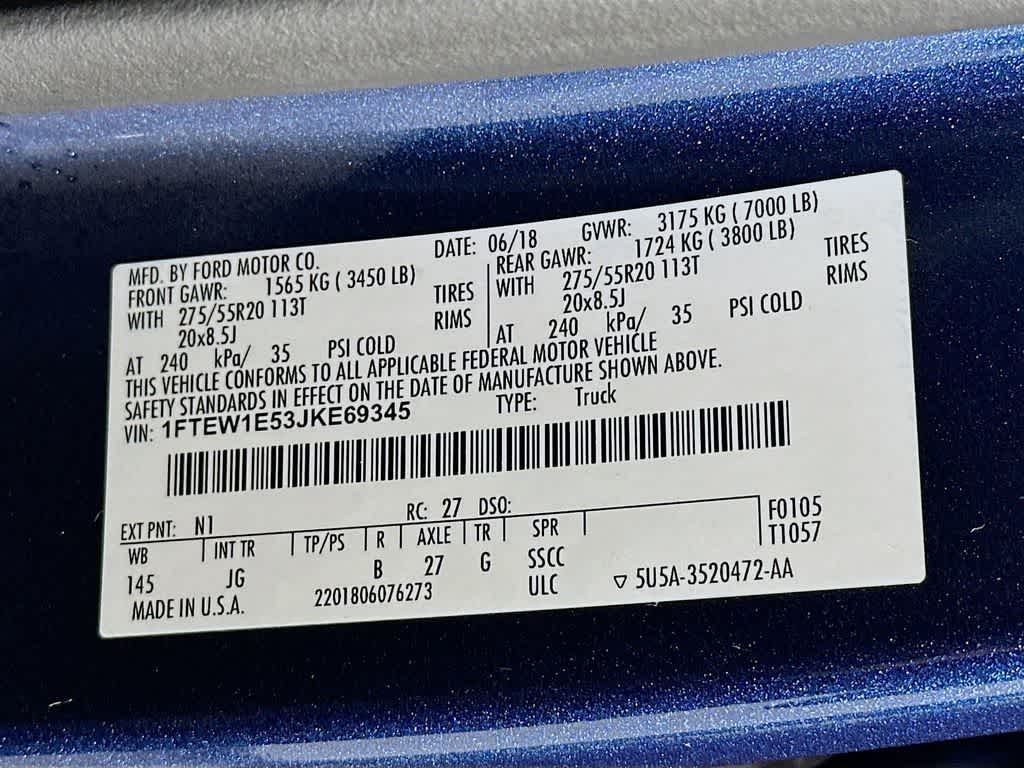 MFD. BY FORD MOTOR CO. DATE: 06/18 GVWR: 3175 KG ( 7000 LB)
FRONT GAWR: 1565 KG ( 3450 LB) REAR GAWR: 1724 KG ( 3800 LB)
WITH 275/55R20 113T TIRES WITH 275/55R20 113T TIRES
20x8.5J RIMS 20x8.5J RIMS
AT 240 kPa/ 35 PSI COLD AT 240 kPa/ 35 PSI COLD
THIS VEHICLE CONFORMS TO ALL APPLICABLE FEDERAL MOTOR VEHICLE
SAFETY STANDARDS IN EFFECT ON THE DATE OF MANUFACTURE SHOWN ABOVE.
VIN: 1FTEW1E53JKE69345 TYPE: Truck
EXT PNT: N1 RC: 27 DSO: F0105
WB INT TR TP/PS R AXLE TR SPR T1057
145 JG B 27 G SSCC
MADE IN U.S.A. 2201806076273 ULC ▽ 5U5A-3520472-AA